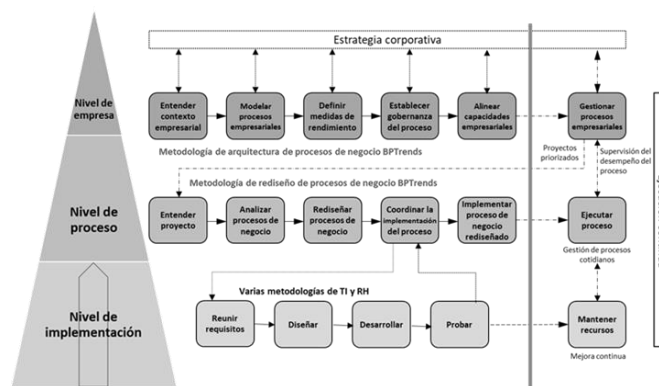 Estrategia corporativa
Nivel de
empresa
Entender
contexto
empresarial
Modelar
procesos
empresariales
Definir
medidas de
rendimiento
Establecer
gobernanza
del proceso
Alinear
capacidades
empresariales
Gestionar
procesos
empresariales
Metodología de arquitectura de procesos de negocio BPTrends
Proyectos
priorizados
Supervisión del
desempeño del
proceso
Metodología de rediseño de procesos de negocio BPTrends
Nivel de
proceso
Entender
proyecto
Analizar
procesos de
negocio
Rediseñar
procesos de
negocio
Coordinar la
implementación
del proceso
Implementar
proceso de
negocio
rediseñado
Ejecutar
proceso
Gestión de procesos
cotidianos
Varias metodologías de TI y RH
Nivel de
implementación
Reunir
requisitos
Diseñar
Desarrollar
Probar
Mantener
recursos
Mejora continua